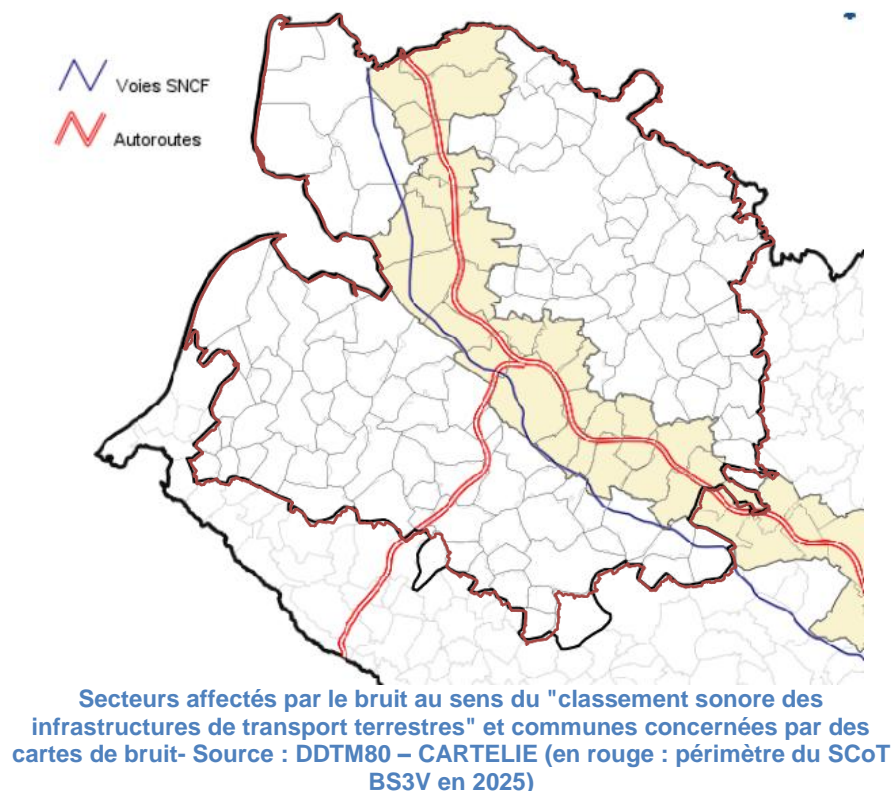 Voies SNCF
Autoroutes
Secteurs affectés par le bruit au sens du "classement sonore des
infrastructures de transport terrestres" et communes concernées par des
cartes de bruit- Source : DDTM80 – CARTELIE (en rouge : périmètre du SCoT
BS3V en 2025)